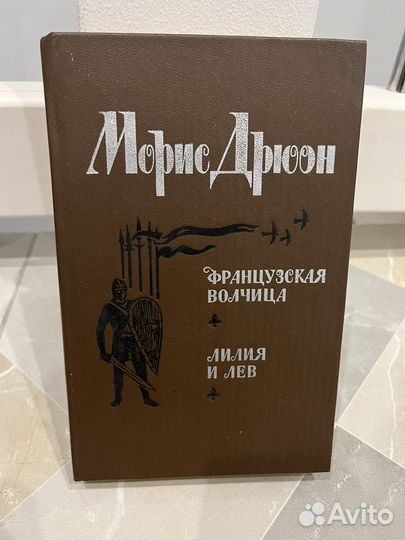 Морис Дрюон
ФРАНЦУЗСКАЯ
ВОЛЧИЦА
ЛИЛИЯ
И ЛЕВ
Avito